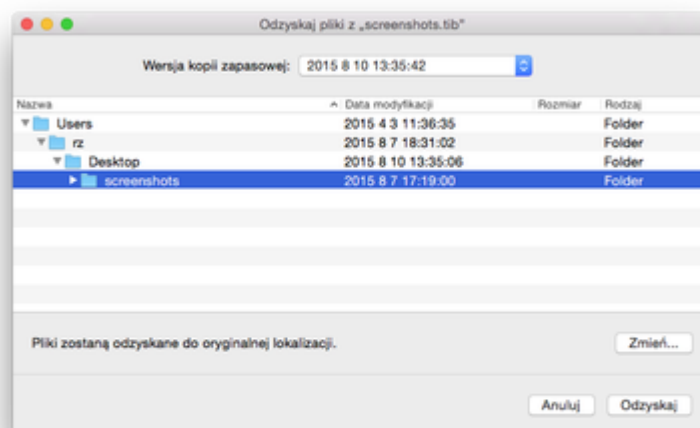 Odzyskaj pliki z „screenshots.tib"
Wersja kopii zapasowej: 2015 8 10 13:35:42
Nazwa Data modyfikacji Rozmiar Rodzaj
Users 2015 4 3 11:36:35 Folder
rz 2015 8 7 18:31:02 Folder
Desktop 2015 8 10 13:35:06 Folder
screenshots 2015 8 7 17:19:00 Folder
Pliki zostaną odzyskane do oryginalnej lokalizacji. Zmień...
Anuluj Odzyskaj